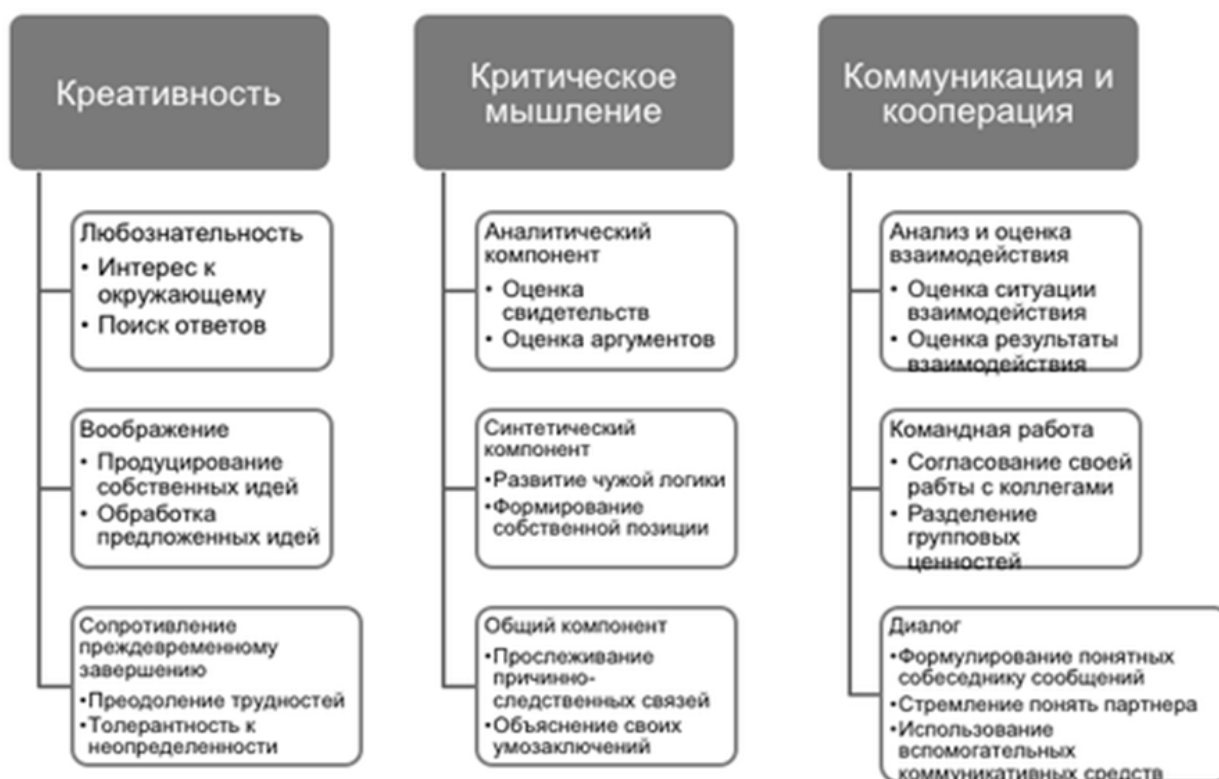 Креативность
Любознательность
• Интерес к
окружающему
• Поиск ответов
Воображение
• Продуцирование
собственных идей
• Обработка
предложенных идей
Сопротивление
преждевременному
завершению
•Преодоление трудностей
•Толерантность к
неопределенности
Критическое
мышление
Аналитический
компонент
• Оценка
свидетельств
• Оценка аргументов
Синтетический
компонент
•Развитие чужой логики
•Формирование
собственной позиции
Общий компонент
•Прослеживание
причинно-
следственных связей
•Объяснение своих
умозаключений
Коммуникация и
кооперация
Анализ и оценка
взаимодействия
• Оценка ситуации
взаимодействия
• Оценка результаты
взаимодействия
Командная работа
• Согласование своей
рабты с коллегами
• Разделение
групповых
ценностей
Диалог
•Формулирование понятных
собеседнику сообщений
•Стремление понять партнера
•Использование
вспомогательных
коммуникативных средств